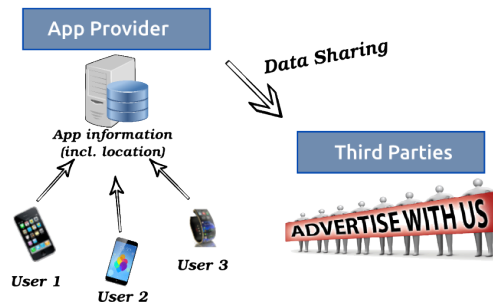 App Provider
Data Sharing
App information
(incl. location)
Third Parties
ADVERTISE WITH US
User 1
User 2
User 3